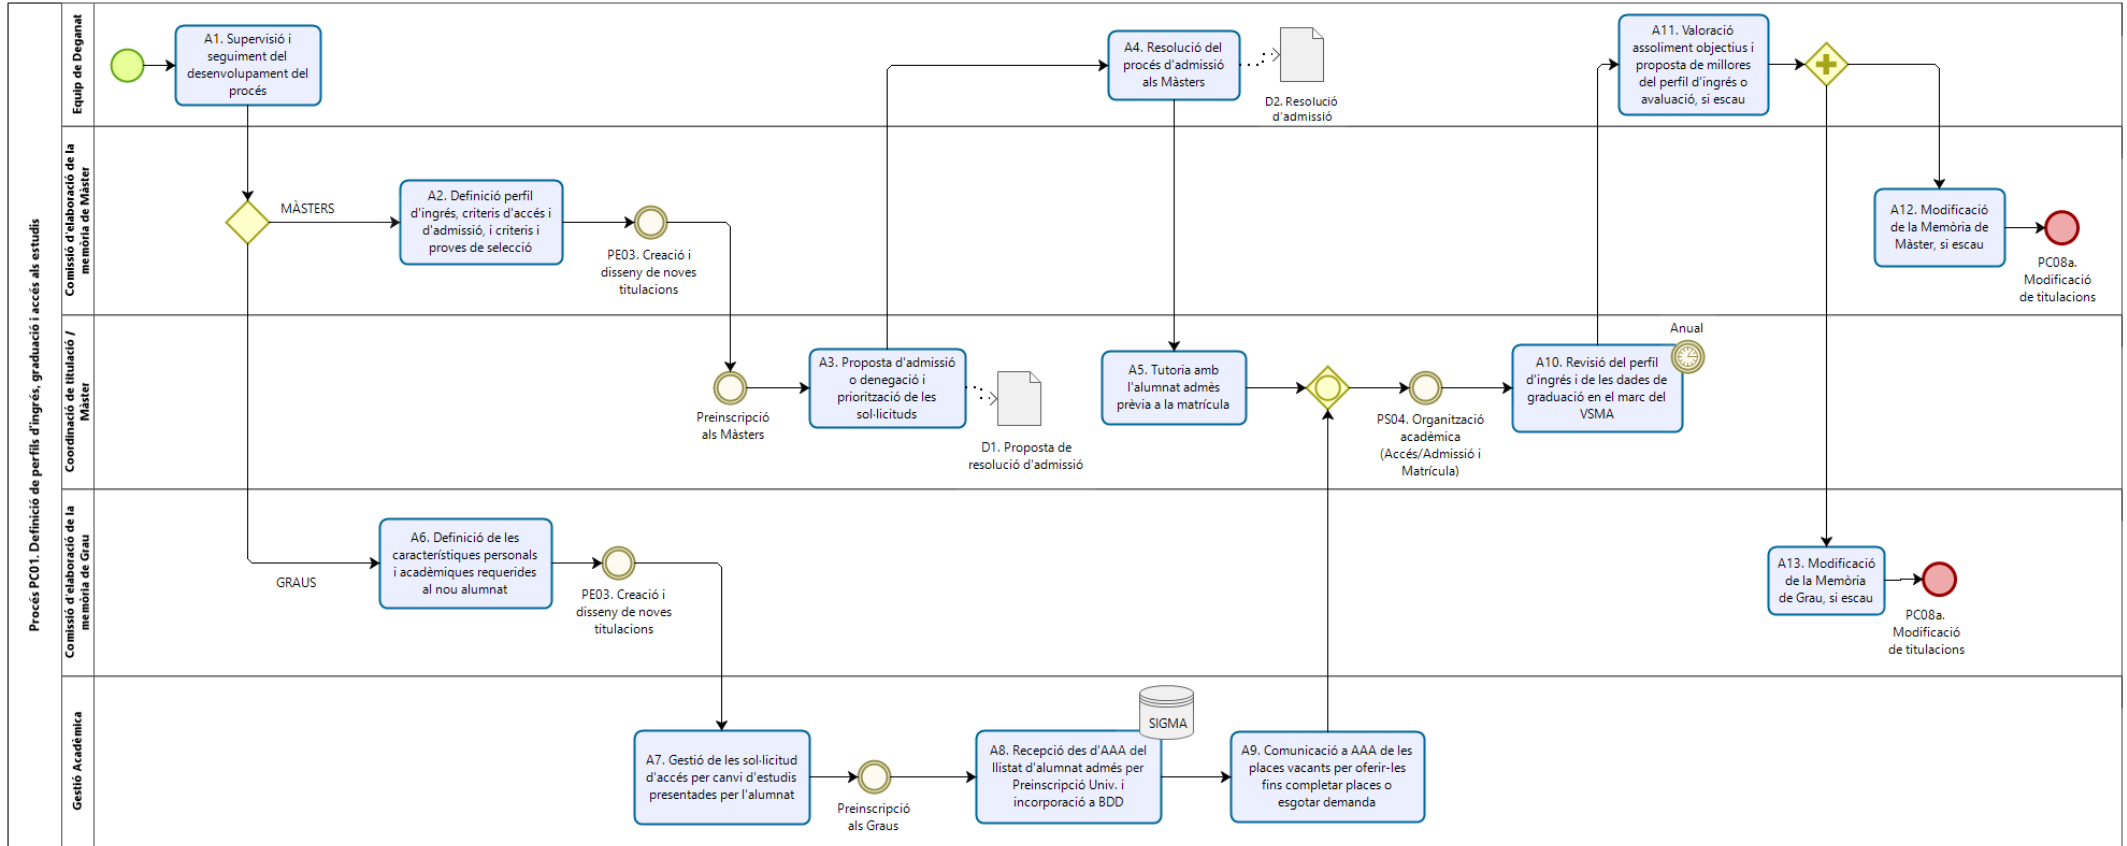 Procés PC01. Definició de perfils d'ingrés, graduació i accés als estudis
Equip de Deganat
A1. Supervisió i
seguiment del
desenvolupament del
procés
A4. Resolució del
procés d'admissió
als Màsters
D2. Resolució
d'admissió
A11. Valoració
assoliment objectius i
proposta de millores
del perfil d'ingrés o
avaluació, si escau
Comissió d'elaboració de la
memòria de Màster
MÀSTERS
A2. Definició perfil
d'ingrés, criteris d'accés i
d'admissió, i criteris i
proves de selecció
PE03. Creació i
disseny de noves
titulacions
A12. Modificació
de la Memòria de
Màster, si escau
PC08a.
Modificació
de titulacions
Coordinació de titulació /
Màster
Preinscripció
als Màsters
A3. Proposta d'admissió
o denegació i
priorització de les
sol·licituds
D1. Proposta de
resolució d'admissió
A5. Tutoria amb
l'alumnat admès
prèvia a la matrícula
PS04. Organització
acadèmica
(Accés/Admissió i
Matrícula)
Anual
A10. Revisió del perfil
d'ingrés i de les dades de
graduació en el marc del
VSMA
Comissió d'elaboració de la
memòria de Grau
GRAUS
A6. Definició de les
característiques personals
i acadèmiques requerides
al nou alumnat
PE03. Creació i
disseny de noves
titulacions
A13. Modificació
de la Memòria
de Grau, si escau
PC08a.
Modificació
de titulacions
Gestió Acadèmica
A7. Gestió de les sol·licitud
d'accés per canvi d'estudis
presentades per l'alumnat
Preinscripció
als Graus
SIGMA
A8. Recepció des d'AAA del
llistat d'alumnat admés per
Preinscripció Univ. i
incorporació a BDD
A9. Comunicació a AAA de les
places vacants per oferir-les
fins completar places o
esgotar demanda